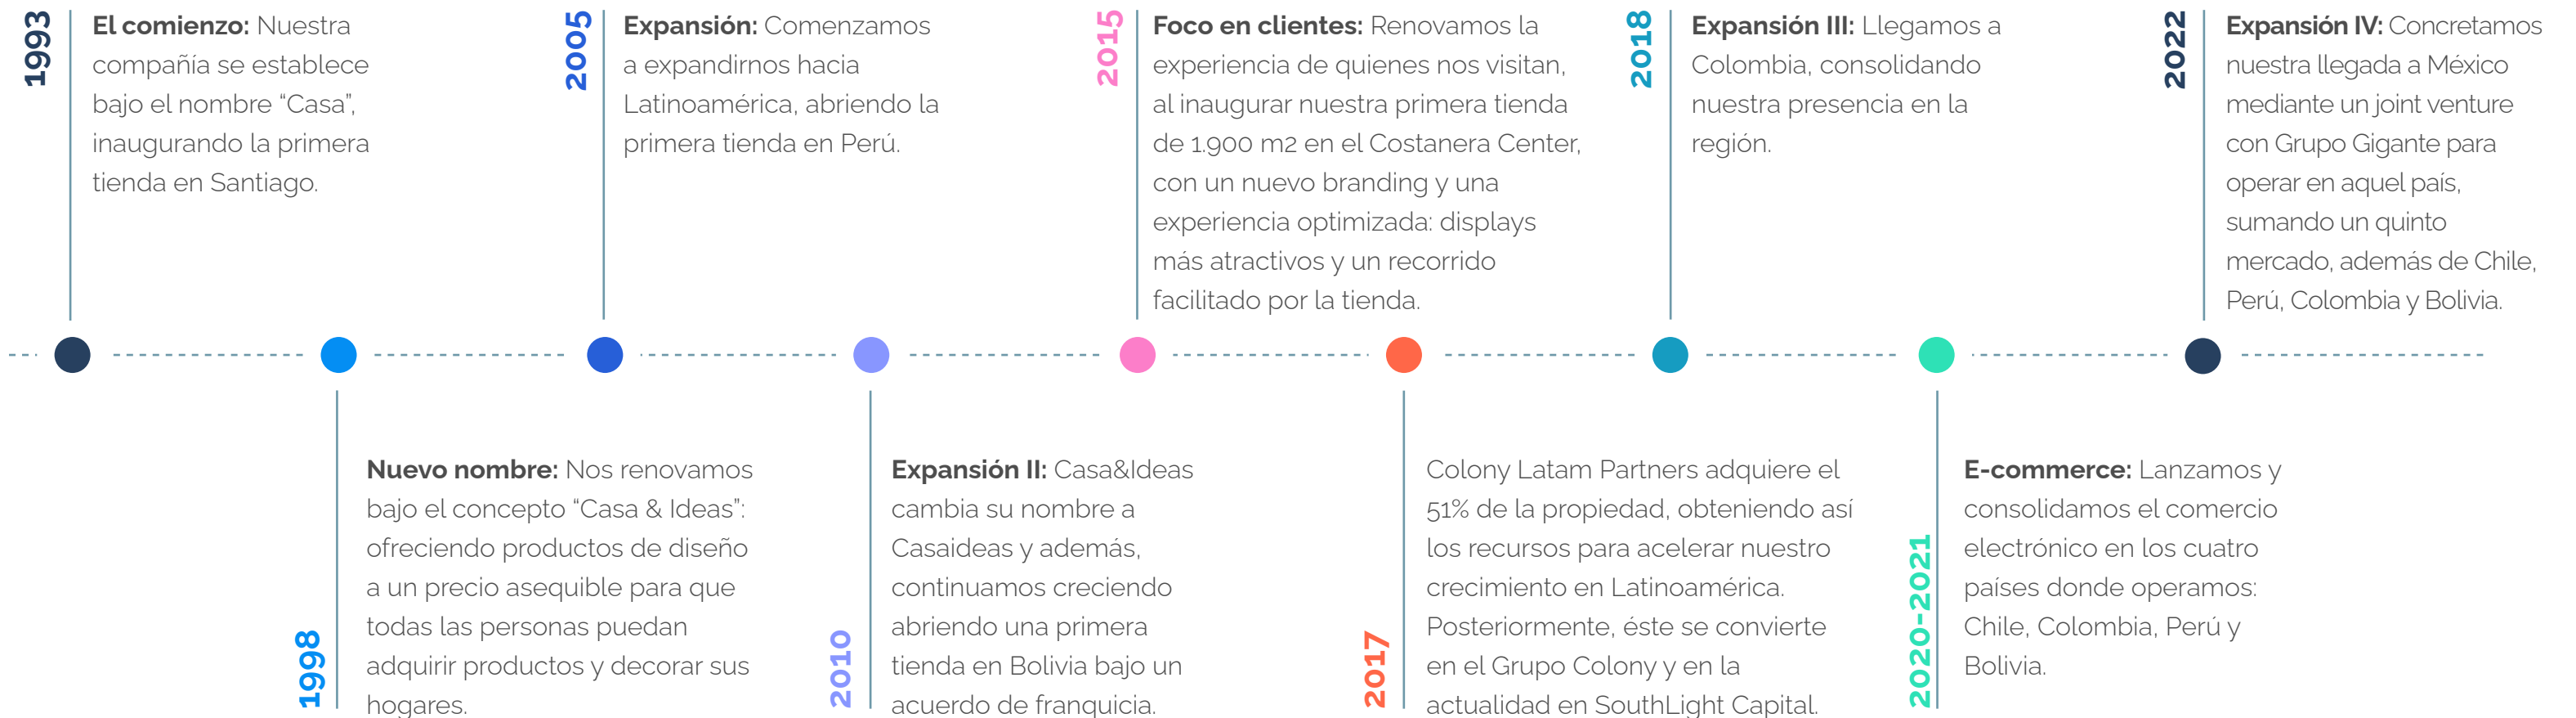 1993
El comienzo: Nuestra
compañía se establece
bajo el nombre “Casa”,
inaugurando la primera
tienda en Santiago.
1998
Nuevo nombre: Nos renovamos
bajo el concepto “Casa & Ideas”:
ofreciendo productos de diseño
a un precio asequible para que
todas las personas puedan
adquirir productos y decorar sus
hogares.
2005
Expansión: Comenzamos
a expandirnos hacia
Latinoamérica, abriendo la
primera tienda en Perú.
2010
Expansión II: Casa&Ideas
cambia su nombre a
Casaideas y además,
continuamos creciendo
abriendo una primera
tienda en Bolivia bajo un
acuerdo de franquicia.
2015
Foco en clientes: Renovamos la
experiencia de quienes nos visitan,
al inaugurar nuestra primera tienda
de 1.900 m2 en el Costanera Center,
con un nuevo branding y una
experiencia optimizada: displays
más atractivos y un recorrido
facilitado por la tienda.
2017
Colony Latam Partners adquiere el
51% de la propiedad, obteniendo así
los recursos para acelerar nuestro
crecimiento en Latinoamérica.
Posteriormente, éste se convierte
en el Grupo Colony y en la
actualidad en SouthLight Capital.
2018
Expansión III: Llegamos a
Colombia, consolidando
nuestra presencia en la
región.
2020-2021
E-commerce: Lanzamos y
consolidamos el comercio
electrónico en los cuatro
países donde operamos:
Chile, Colombia, Perú y
Bolivia.
2022
Expansión IV: Concretamos
nuestra llegada a México
mediante un joint venture
con Grupo Gigante para
operar en aquel país,
sumando un quinto
mercado, además de Chile,
Perú, Colombia y Bolivia.